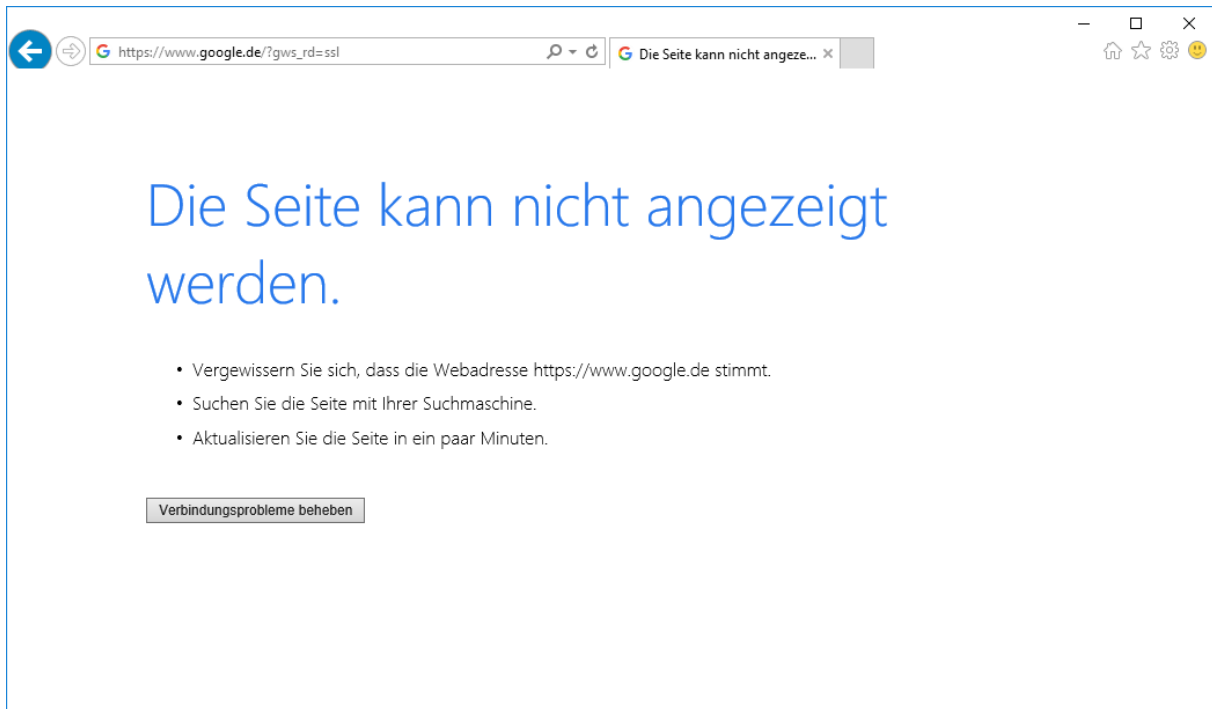 https://www.google.de/?gws_rd=ssl
Die Seite kann nicht angeze...
Die Seite kann nicht angezeigt
werden.
• Vergewissern Sie sich, dass die Webadresse https://www.google.de stimmt.
• Suchen Sie die Seite mit Ihrer Suchmaschine.
• Aktualisieren Sie die Seite in ein paar Minuten.
Verbindungsprobleme beheben